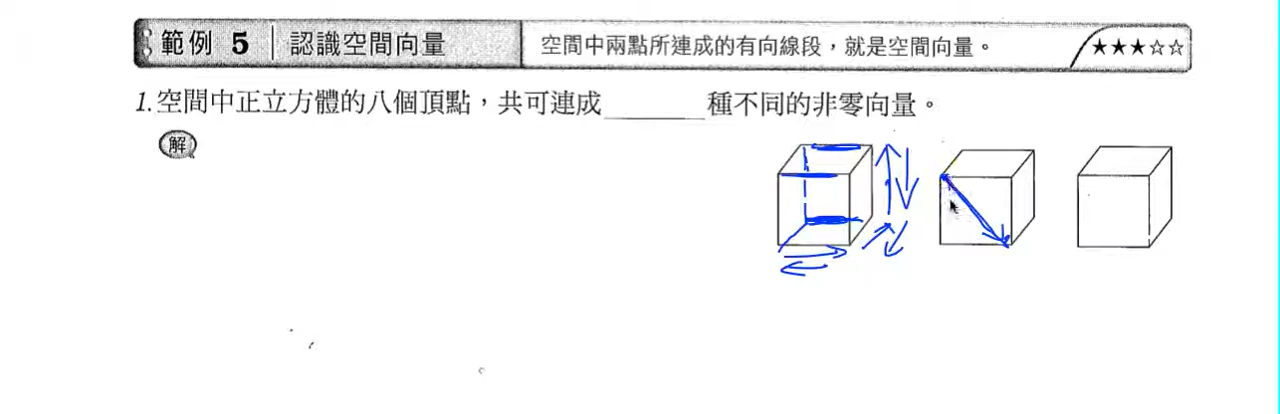 範例 5 認識空間向量 空間中兩點所連成的有向線段，就是空間向量。 ★★★☆☆
1.空間中正立方體的八個頂點，共可連成______種不同的非零向量。
解